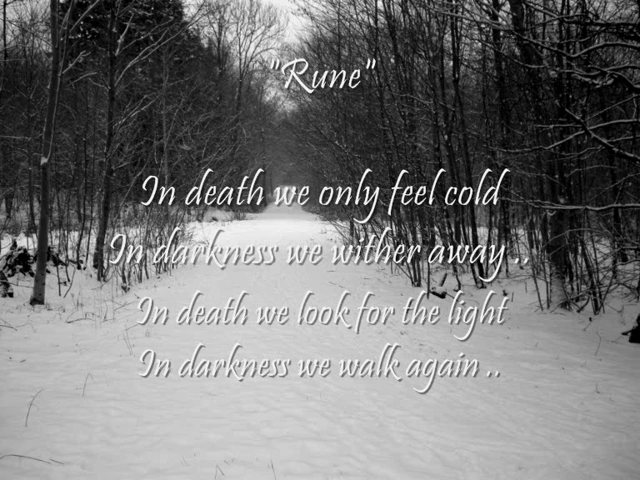 "Rune"
In death we only feel cold
In darkness we wither away ..
In death we look for the light
In darkness we walk again ..